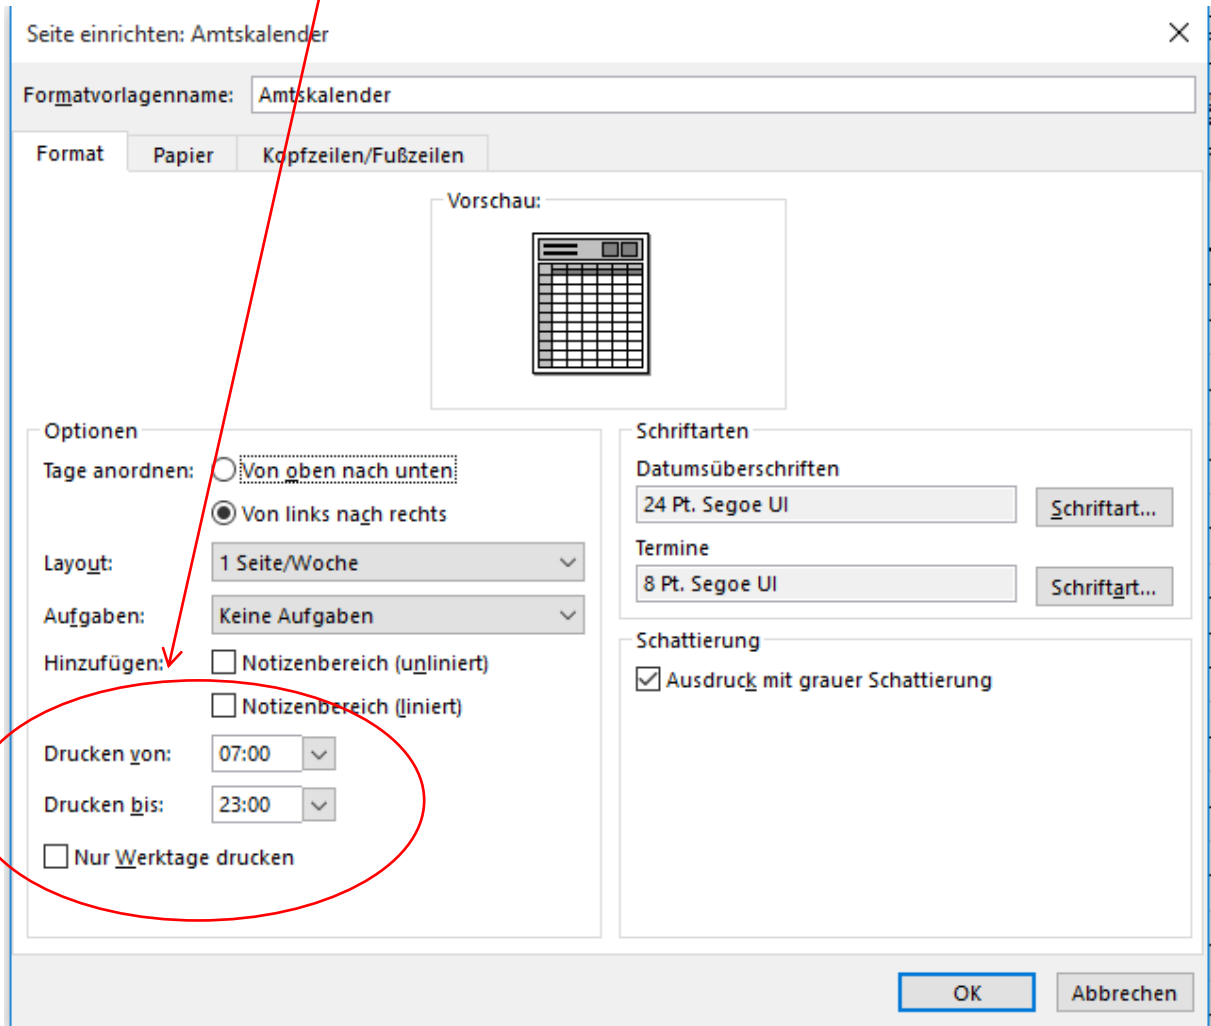 Seite einrichten: Amtskalender
Formatvorlagenname: Amtskalender
Format Papier Kopfzeilen/Fußzeilen
Vorschau:
Optionen
Tage anordnen: Von oben nach unten
Von links nach rechts
Layout: 1 Seite/Woche
Aufgaben: Keine Aufgaben
Hinzufügen: Notizenbereich (unliniert)
Notizenbereich (liniert)
Drucken von: 07:00
Drucken bis: 23:00
Nur Werktage drucken
Schriftarten
Datumsüberschriften
24 Pt. Segoe UI Schriftart...
Termine
8 Pt. Segoe UI Schriftart...
Schattierung
Ausdruck mit grauer Schattierung
OK Abbrechen